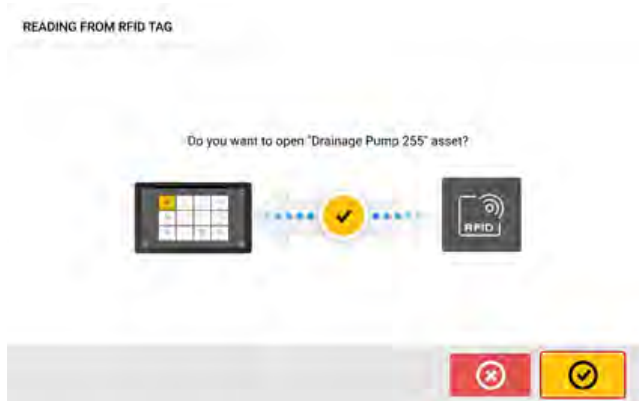 READING FROM RFID TAG
Do you want to open "Drainage Pump 255" asset?
RFID